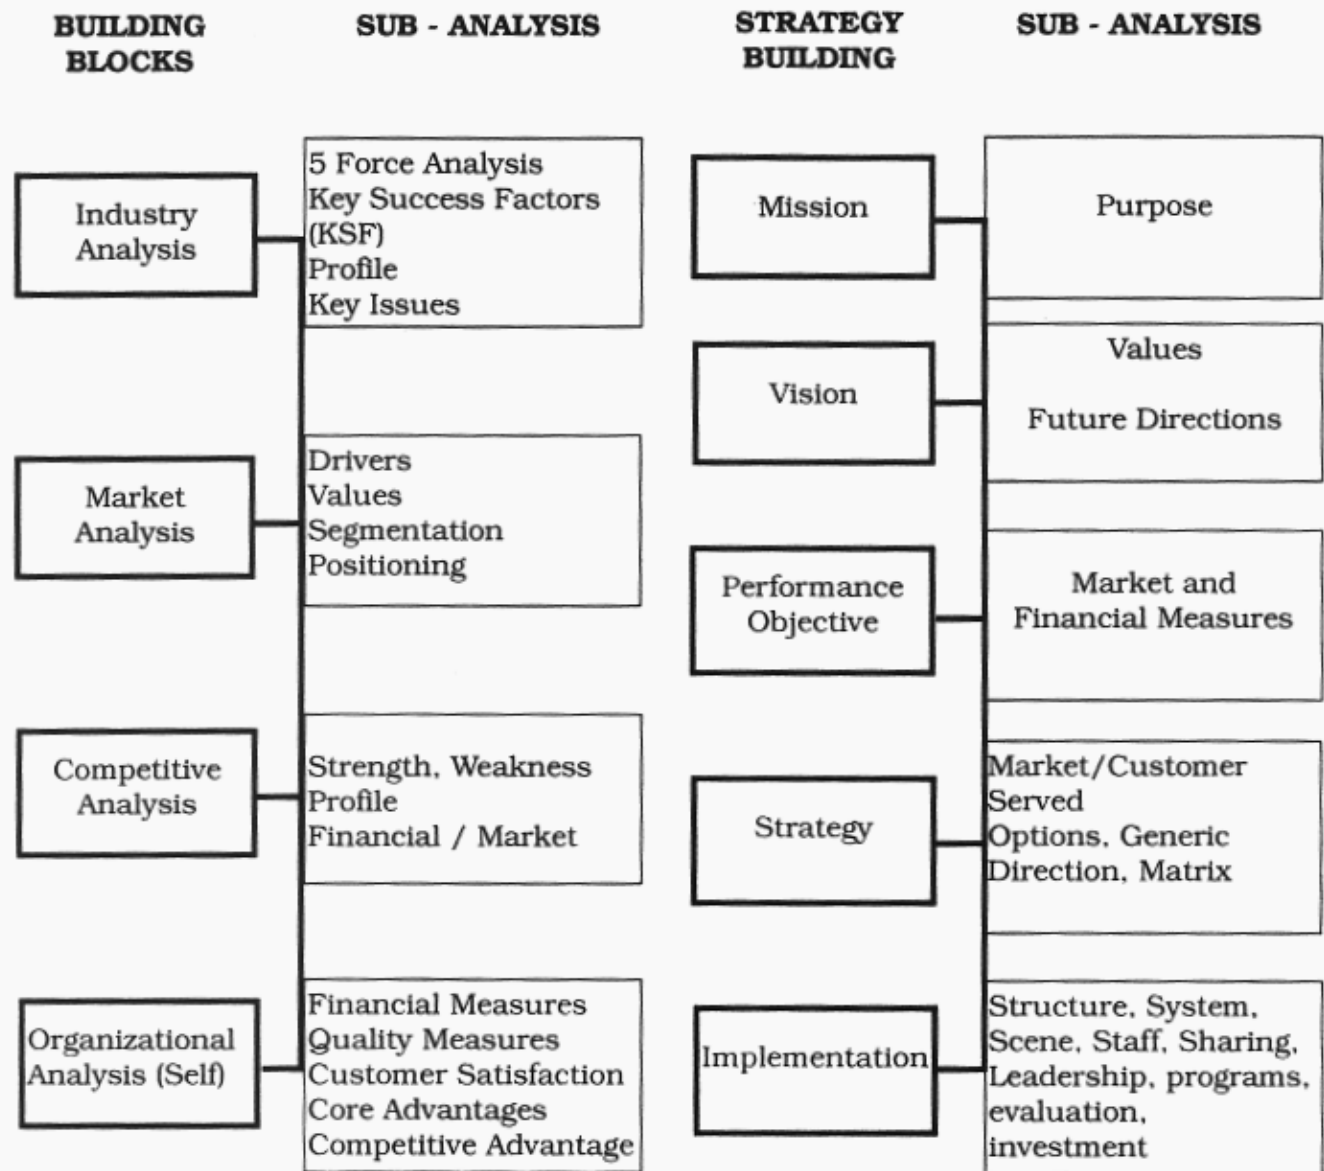 BUILDING
BLOCKS
SUB - ANALYSIS
STRATEGY
BUILDING
SUB - ANALYSIS
Industry
Analysis
5 Force Analysis
Key Success Factors
(KSF)
Profile
Key Issues
Market
Analysis
Drivers
Values
Segmentation
Positioning
Competitive
Analysis
Strength, Weakness
Profile
Financial / Market
Organizational
Analysis (Self)
Financial Measures
Quality Measures
Customer Satisfaction
Core Advantages
Competitive Advantage
Mission
Purpose
Vision
Values
Future Directions
Performance
Objective
Market and
Financial Measures
Strategy
Market/Customer
Served
Options, Generic
Direction, Matrix
Implementation
Structure, System,
Scene, Staff, Sharing,
Leadership, programs,
evaluation,
investment